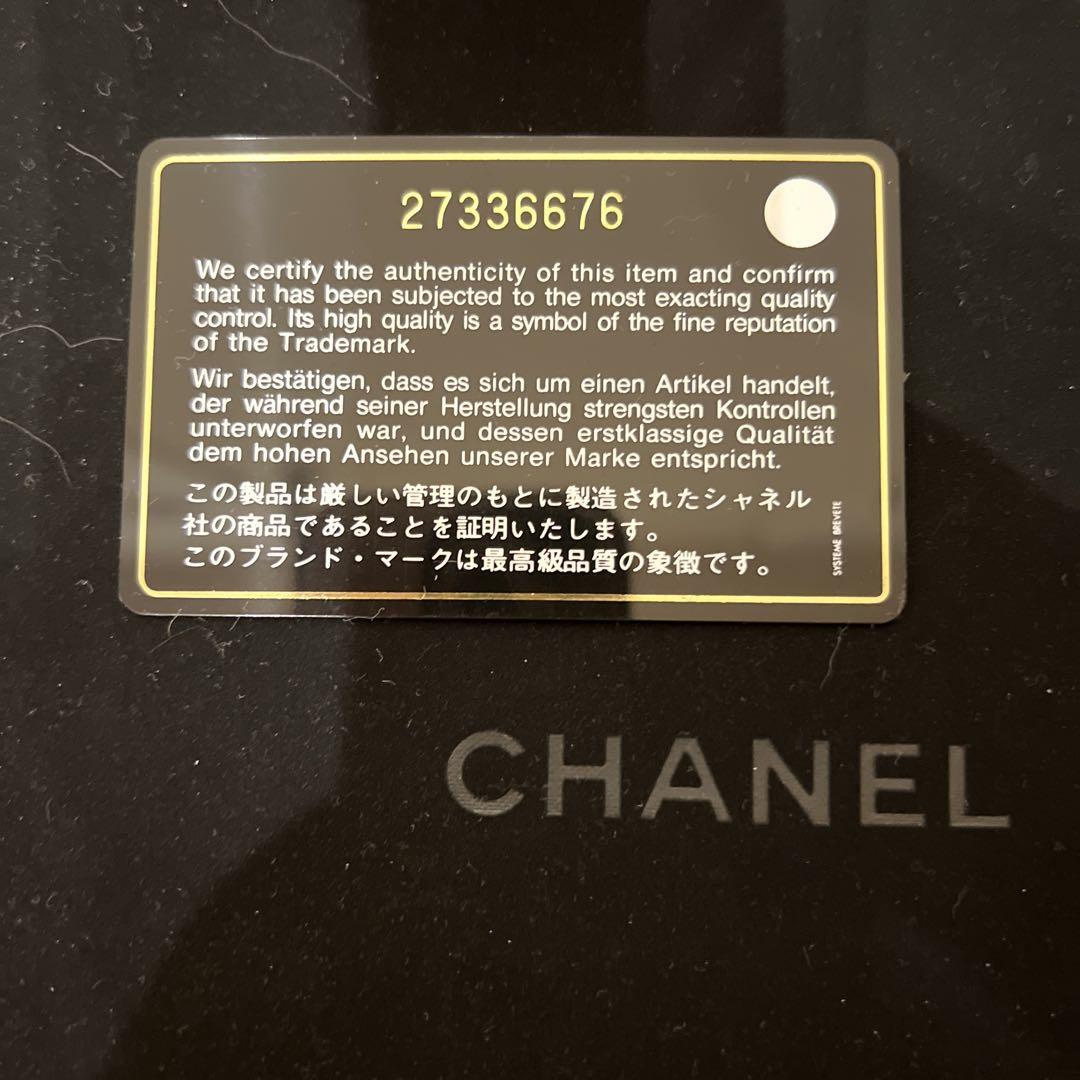 27336676
We certify the authenticity of this item and confirm
that it has been subjected to the most exacting quality
control. Its high quality is a symbol of the fine reputation
of the Trademark.
Wir bestätigen, dass es sich um einen Artikel handelt,
der während seiner Herstellung strengsten Kontrollen
unterworfen war, und dessen erstklassige Qualität
dem hohen Ansehen unserer Marke entspricht.
この製品は厳しい管理のもとに製造されたシャネル
社の商品であることを証明いたします。
このブランド・マークは最高級品質の象徴です。
SYSTEME BREVETE
CHANEL